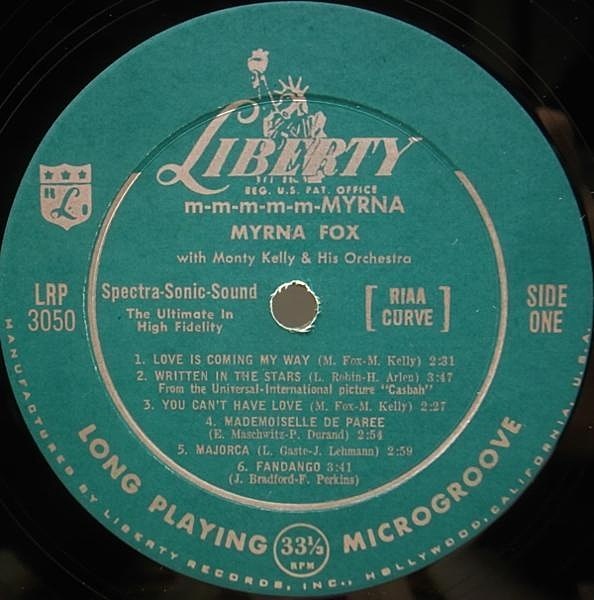 LIBERTY
REG. U.S. PAT. OFFICE
m-m-m-m-m-MYRNA
MYRNA FOX
with Monty Kelly & His Orchestra
LRP
3050
Spectra-Sonic-Sound
The Ultimate In
High Fidelity
[ RIAA
CURVE ]
SIDE
ONE
1. LOVE IS COMING MY WAY (M. Fox-M. Kelly) 2:31
2. WRITTEN IN THE STARS (L. Robin-H. Arlen) 3:47
From the Universal-International picture "Casbah"
3. YOU CAN'T HAVE LOVE (M. Fox-M. Kelly) 2:27
4. MADEMOISELLE DE PAREE
(E. Maschwitz-P. Durand) 2:54
5. MAJORCA (L. Gaste-J. Lehmann) 2:59
6. FANDANGO 3:41
(J. Bradford-F. Perkins)
LONG PLAYING 33⅓ RPM MICROGROOVE
MANUFACTURED BY LIBERTY RECORDS, INC., HOLLYWOOD, CALIFORNIA, U.S.A.